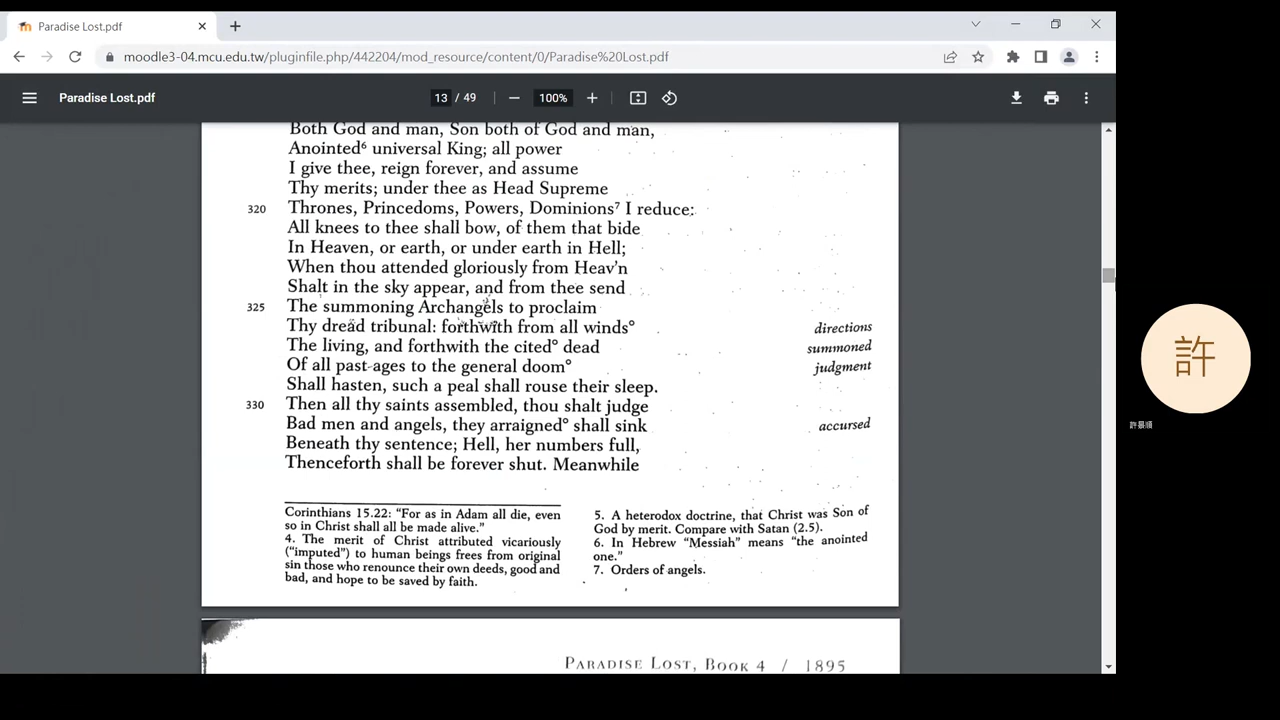 Paradise Lost.pdf
moodle3-04.mcu.edu.tw/pluginfile.php/442204/mod_resource/content/0/Paradise%20Lost.pdf
Paradise Lost.pdf 13 / 49 100%
Both God and man, Son both of God and man,
Anointed⁶ universal King; all power
I give thee, reign forever, and assume
Thy merits; under thee as Head Supreme
320 Thrones, Princedoms, Powers, Dominions⁷ I reduce:
All knees to thee shall bow, of them that bide
In Heaven, or earth, or under earth in Hell;
When thou attended gloriously from Heav'n
Shalt in the sky appear, and from thee send
325 The summoning Archangels to proclaim
Thy dread tribunal: forthwith from all winds° directions
The living, and forthwith the cited° dead summoned
Of all past ages to the general doom° judgment
Shall hasten, such a peal shall rouse their sleep.
330 Then all thy saints assembled, thou shalt judge
Bad men and angels, they arraigned° shall sink accursed
Beneath thy sentence; Hell, her numbers full,
Thenceforth shall be forever shut. Meanwhile
Corinthians 15.22: "For as in Adam all die, even
so in Christ shall all be made alive."
4. The merit of Christ attributed vicariously
("imputed") to human beings frees from original
sin those who renounce their own deeds, good and
bad, and hope to be saved by faith.
5. A heterodox doctrine, that Christ was Son of
God by merit. Compare with Satan (2.5).
6. In Hebrew "Messiah" means "the anointed
one."
7. Orders of angels.
PARADISE LOST, BOOK 4 / 1895
許
許景順